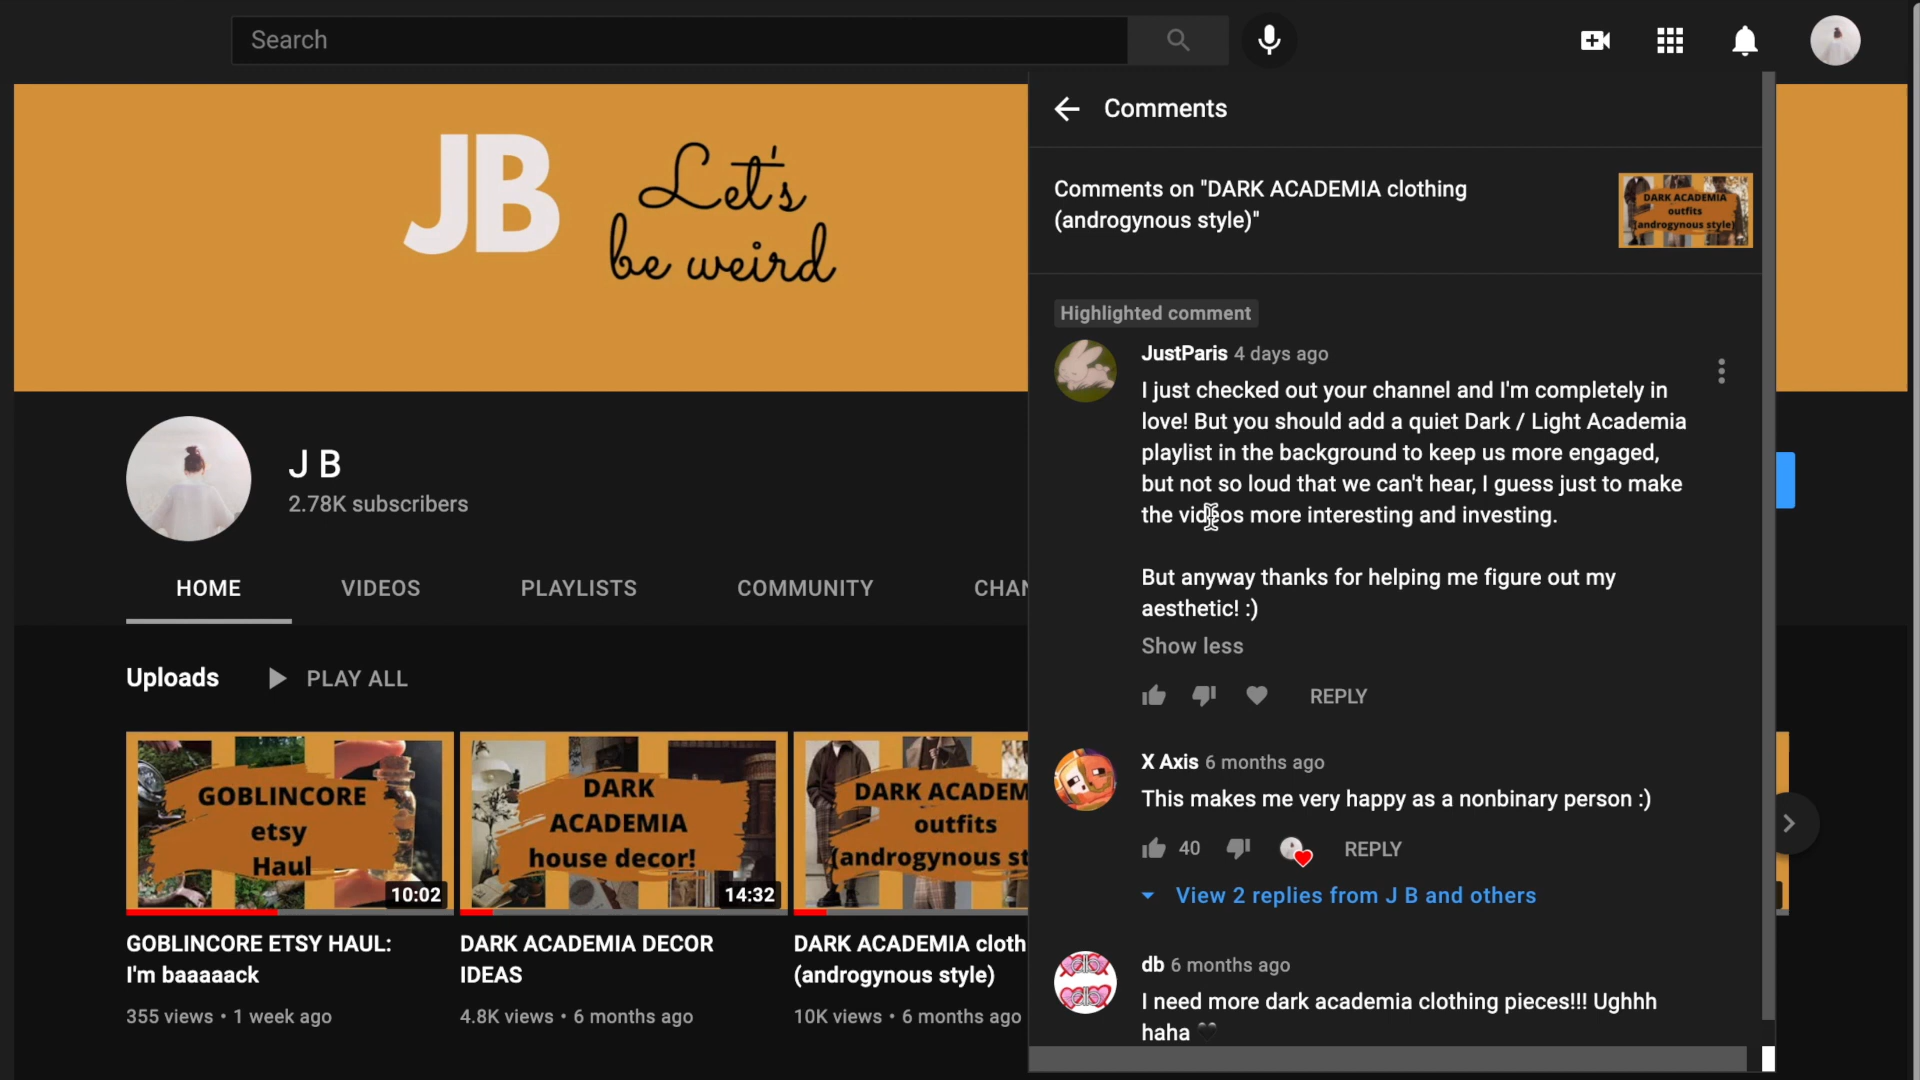 Search
JB
Let's
be weird
J B
2.78K subscribers
HOME
VIDEOS
PLAYLISTS
COMMUNITY
CHAN
Uploads
PLAY ALL
GOBLINCORE
etsy
Haul
10:02
GOBLINCORE ETSY HAUL:
I'm baaaaack
355 views • 1 week ago
DARK
ACADEMIA
house decor!
14:32
DARK ACADEMIA DECOR
IDEAS
4.8K views • 6 months ago
DARK ACADEM
outfits
(androgynous st
DARK ACADEMIA cloth
(androgynous style)
10K views • 6 months ago
Comments
Comments on "DARK ACADEMIA clothing
(androgynous style)"
DARK ACADEMIA
outfits
(androgynous style)
Highlighted comment
JustParis 4 days ago
I just checked out your channel and I'm completely in
love! But you should add a quiet Dark / Light Academia
playlist in the background to keep us more engaged,
but not so loud that we can't hear, I guess just to make
the videos more interesting and investing.
But anyway thanks for helping me figure out my
aesthetic! :)
Show less
REPLY
X Axis 6 months ago
This makes me very happy as a nonbinary person :)
40
REPLY
View 2 replies from J B and others
db 6 months ago
I need more dark academia clothing pieces!!! Ughhh
haha 🖤